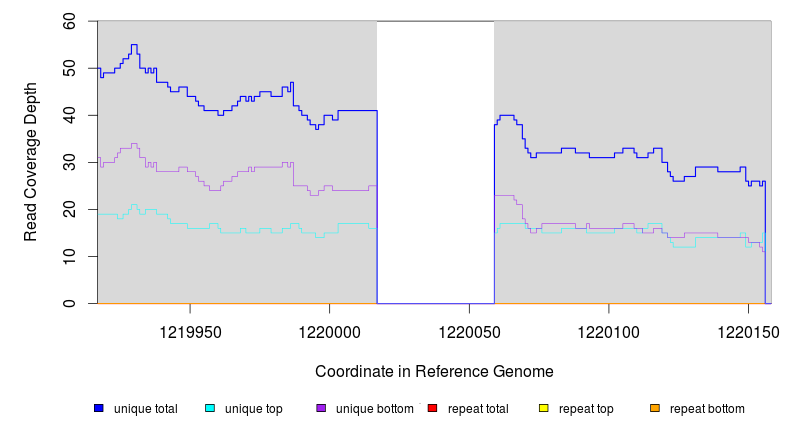 60
50
40
30
20
10
0
Read Coverage Depth
1219950 1220000 1220050 1220100 1220150
Coordinate in Reference Genome
unique total unique top unique bottom repeat total repeat top repeat bottom